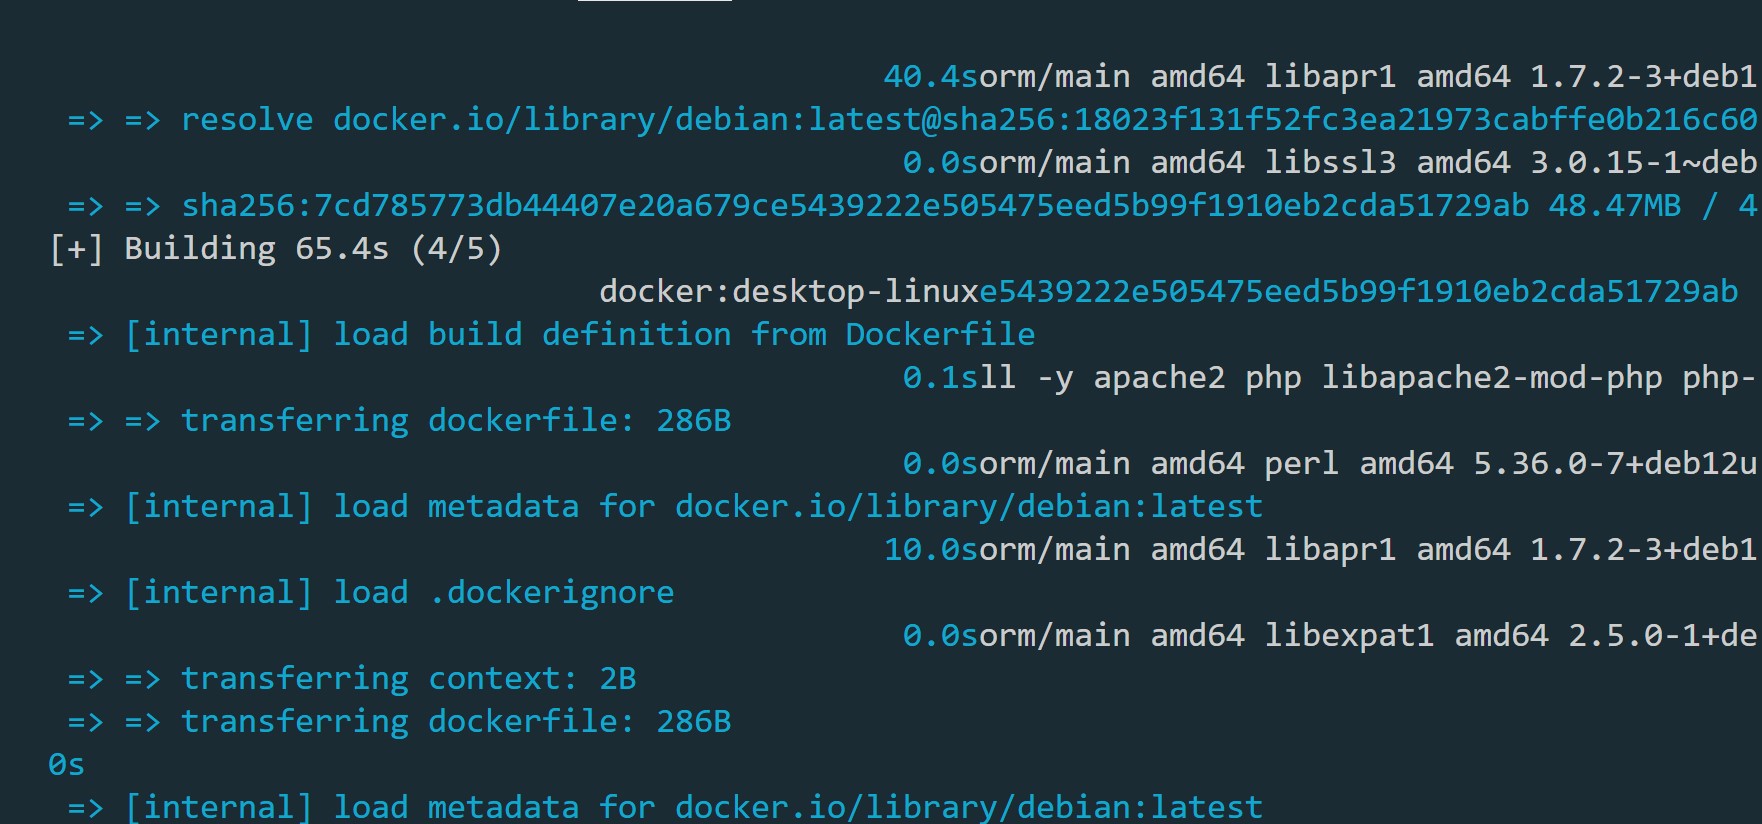 40.4sorm/main amd64 libapr1 amd64 1.7.2-3+deb1
=> => resolve docker.io/library/debian:latest@sha256:18023f131f52fc3ea21973cabffe0b216c60
0.0sorm/main amd64 libssl3 amd64 3.0.15-1~deb
=> => sha256:7cd785773db44407e20a679ce5439222e505475eed5b99f1910eb2cda51729ab 48.47MB / 4
[+] Building 65.4s (4/5)
docker:desktop-linuxe5439222e505475eed5b99f1910eb2cda51729ab
=> [internal] load build definition from Dockerfile
0.1sll -y apache2 php libapache2-mod-php php-
=> => transferring dockerfile: 286B
0.0sorm/main amd64 perl amd64 5.36.0-7+deb12u
=> [internal] load metadata for docker.io/library/debian:latest
10.0sorm/main amd64 libapr1 amd64 1.7.2-3+deb1
=> [internal] load .dockerignore
0.0sorm/main amd64 libexpat1 amd64 2.5.0-1+de
=> => transferring context: 2B
=> => transferring dockerfile: 286B
0s
=> [internal] load metadata for docker.io/library/debian:latest